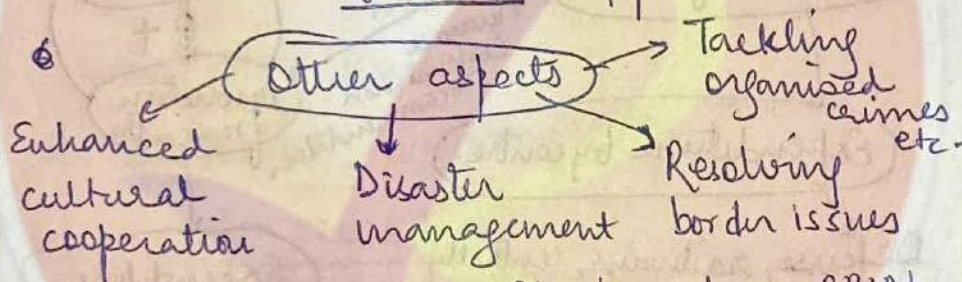 Other aspects
Tackling
organised
crimes
etc.
Enhanced
cultural
cooperation
Disaster
management
Resolving
border issues